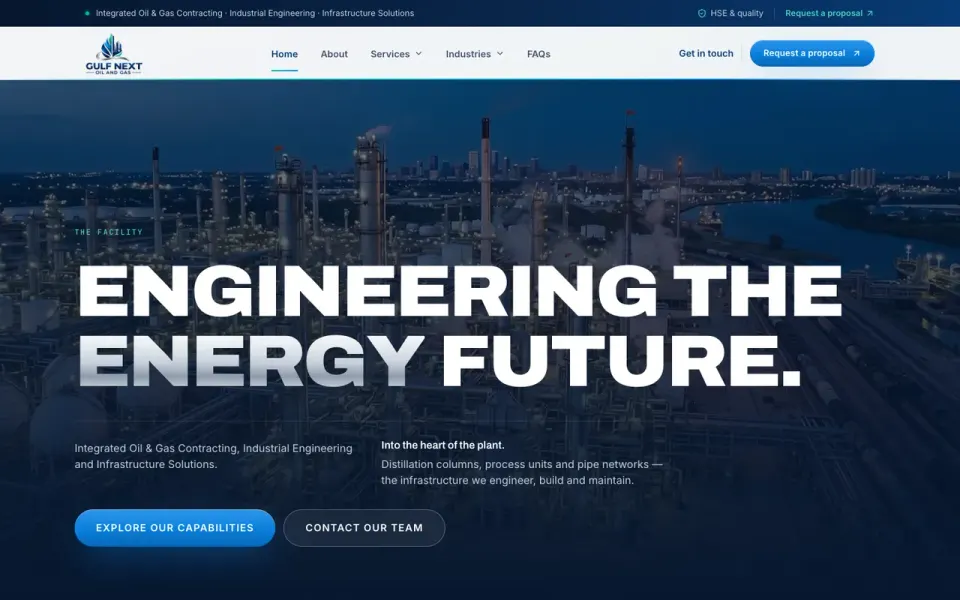 Integrated Oil & Gas Contracting · Industrial Engineering · Infrastructure Solutions
HSE & quality
Request a proposal
GULF NEXT
OIL AND GAS
Home
About
Services
Industries
FAQs
Get in touch
Request a proposal
THE FACILITY
ENGINEERING THE
ENERGY FUTURE.
Integrated Oil & Gas Contracting, Industrial Engineering
and Infrastructure Solutions.
Into the heart of the plant.
Distillation columns, process units and pipe networks —
the infrastructure we engineer, build and maintain.
EXPLORE OUR CAPABILITIES
CONTACT OUR TEAM